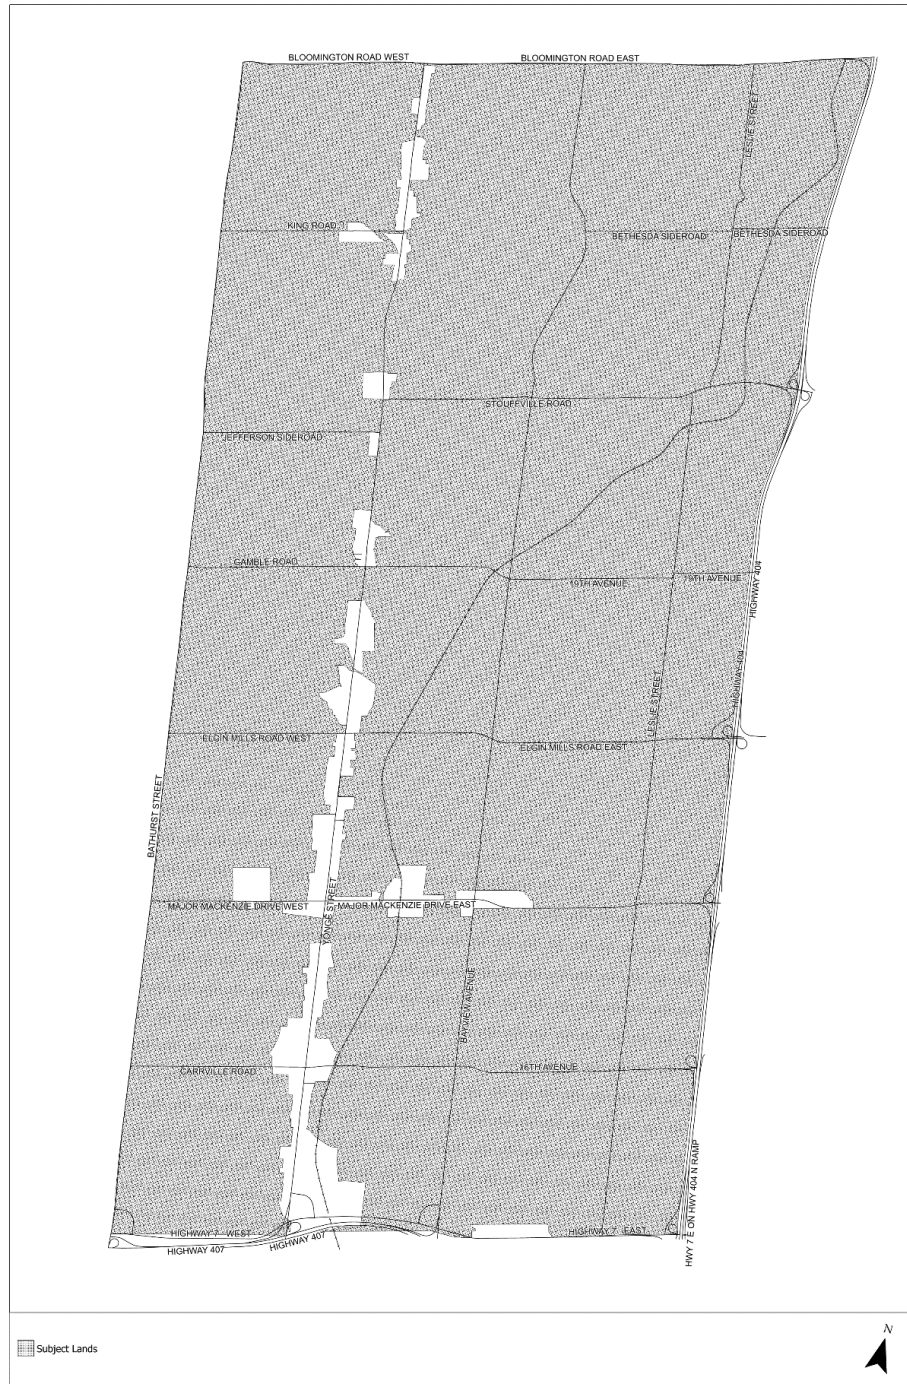 BLOOMINGTON ROAD WEST
BLOOMINGTON ROAD EAST
LESLIE STREET
KING ROAD
BETHESDA SIDEROAD
BETHESDA SIDEROAD
STOUFFVILLE ROAD
JEFFERSON SIDEROAD
GAMBLE ROAD
19TH AVENUE
19TH AVENUE
HIGHWAY 404
HIGHWAY 404
LESLIE STREET
ELGIN MILLS ROAD WEST
ELGIN MILLS ROAD EAST
BATHURST STREET
MAJOR MACKENZIE DRIVE WEST
YONGE STREET
MAJOR MACKENZIE DRIVE EAST
BAYVIEW AVENUE
CARRVILLE ROAD
16TH AVENUE
HWY 7 E ON HWY 404 N RAMP
HIGHWAY 7 WEST
HIGHWAY 7 EAST
HIGHWAY 407
HIGHWAY 407
N
Subject Lands